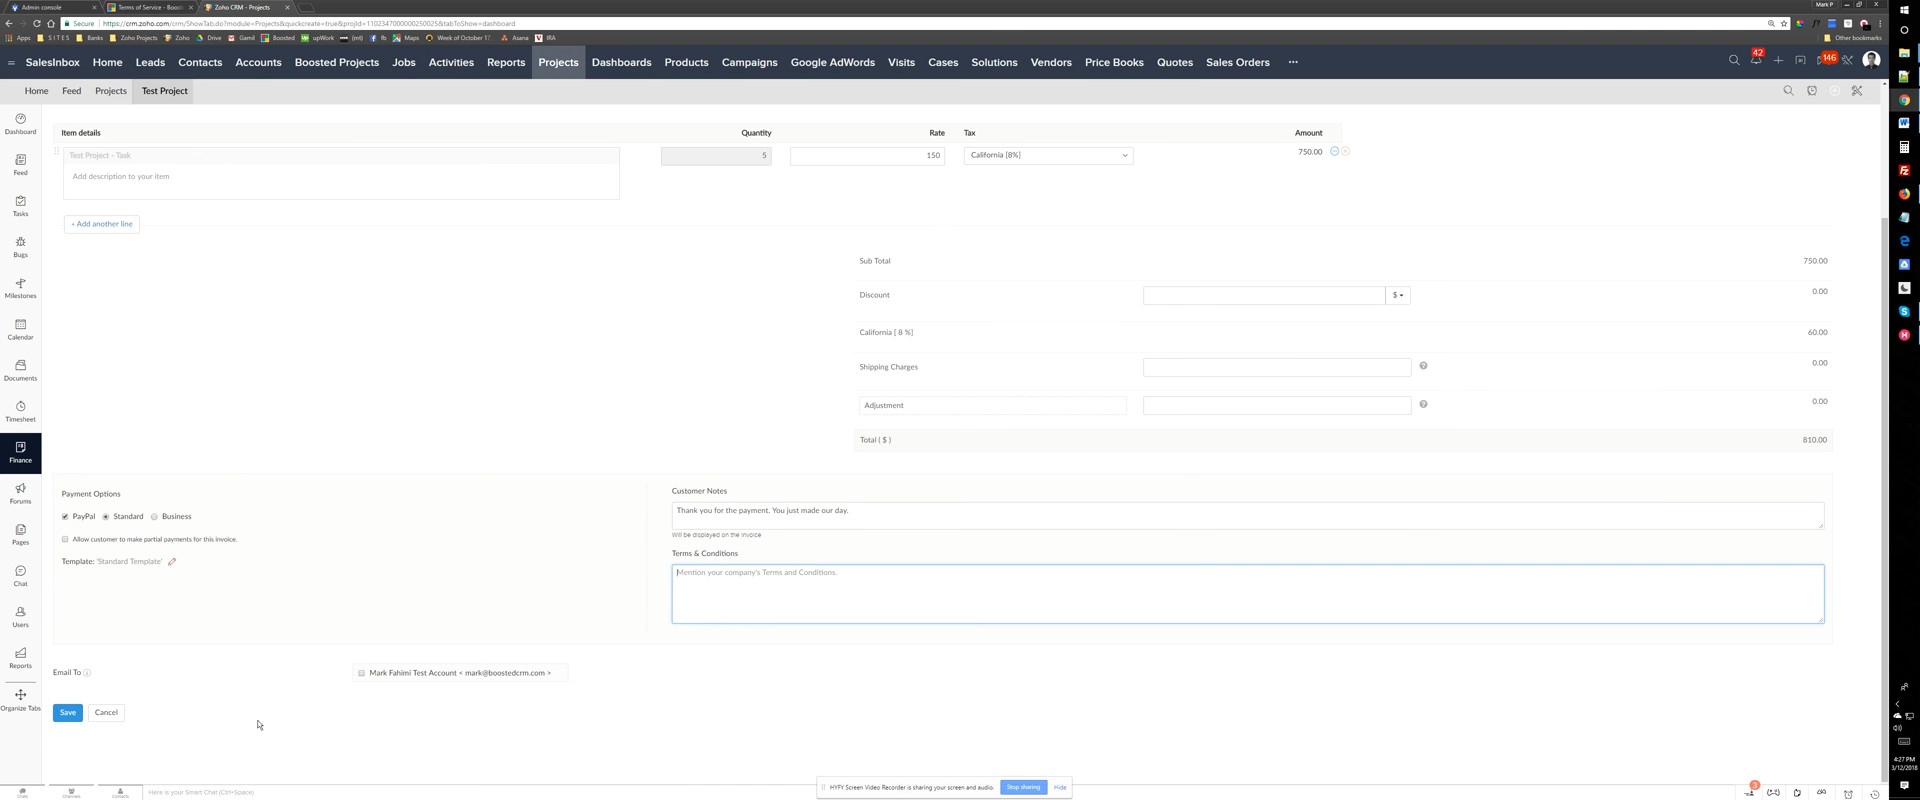 Admin console
Terms of Service - Boost
Zoho CRM - Projects
Mark P
Secure https://crm.zoho.com/crm/ShowTab.do?module=Projects&quickcreate=true&projId=1102347000000250025&tabToShow=dashboard
Apps SITES Banks Zoho Projects Zoho Drive Gamil Boosted upWork (mt) fb Maps Week of October 17, Asana IRA Other bookmarks
SalesInbox Home Leads Contacts Accounts Boosted Projects Jobs Activities Reports Projects Dashboards Products Campaigns Google AdWords Visits Cases Solutions Vendors Price Books Quotes Sales Orders ... 42 146
Home Feed Projects Test Project
Dashboard
Feed
Tasks
Bugs
Milestones
Calendar
Documents
Timesheet
Finance
Forums
Pages
Chat
Users
Reports
Organize Tabs
Item details Quantity Rate Tax Amount
Test Project - Task 5 150 California [8%] 750.00
Add description to your item
+ Add another line
Sub Total 750.00
Discount $ 0.00
California [ 8 %] 60.00
Shipping Charges 0.00
Adjustment 0.00
Total ( $ ) 810.00
Payment Options
PayPal Standard Business
Allow customer to make partial payments for this invoice.
Template: 'Standard Template'
Customer Notes
Thank you for the payment. You just made our day.
Will be displayed on the invoice
Terms & Conditions
Mention your company's Terms and Conditions.
Email To Mark Fahimi Test Account < mark@boostedcrm.com >
Save Cancel
Chats Channels Contacts Here is your Smart Chat (Ctrl+Space)
HYFY Screen Video Recorder is sharing your screen and audio. Stop sharing Hide
3
4:27 PM
3/12/2018